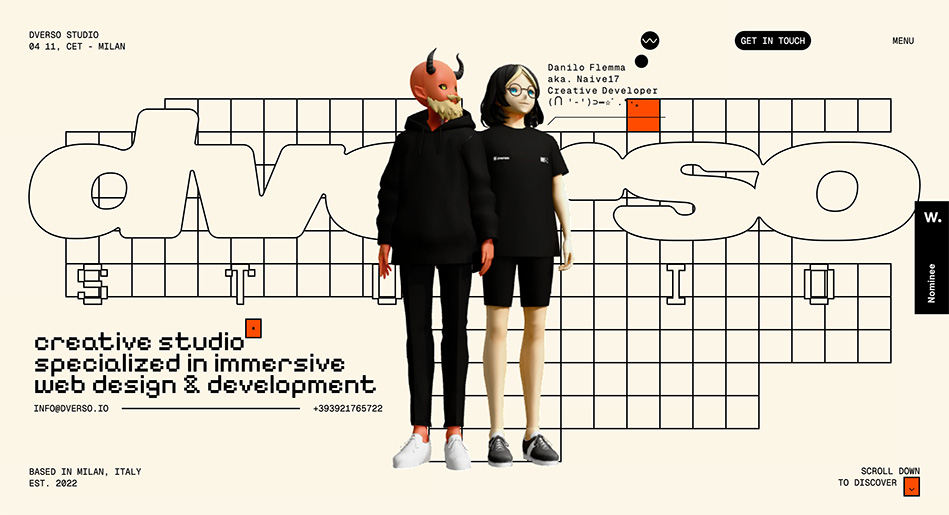 DVERSO STUDIO
04 11, CET - MILAN
GET IN TOUCH
MENU
Danilo Flemma
aka. Naive17
Creative Developer
dverso
STUDIO
W.
Nominee
creative studio
specialized in immersive
web design & development
INFO@DVERSO.IO
+393921765722
BASED IN MILAN, ITALY
EST. 2022
SCROLL DOWN
TO DISCOVER